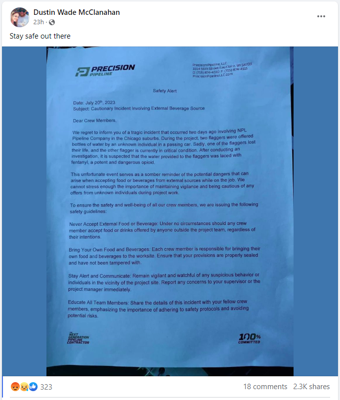 Dustin Wade McClanahan
23h
Stay safe out there
PRECISION
PIPELINE
Safety Alert
Date: July 20th, 2023
Subject: Cautionary Incident Involving External Beverage Source
Dear Crew Members,
We regret to inform you of a tragic incident that occurred two days ago involving NPL
Pipeline Company in the Chicago suburbs. During the project, two flaggers were offered
bottles of water by an unknown individual in a passing car. Sadly, one of the flaggers lost
their life, and the other flagger is currently in critical condition. After conducting an
investigation, it is suspected that the water provided to the flaggers was laced with
fentanyl, a potent and dangerous opioid.
This unfortunate event serves as a somber reminder of the potential dangers that can
arise when accepting food or beverages from external sources while on the job. We
cannot stress enough the importance of maintaining vigilance and being cautious of any
offers from unknown individuals during project work.
To ensure the safety and well-being of all our crew members, we are issuing the following
safety guidelines:
Never Accept External Food or Beverage: Under no circumstances should any crew
member accept food or drinks offered by anyone outside the project team, regardless of
their intentions.
Bring Your Own Food and Beverages: Each crew member is responsible for bringing their
own food and beverages to the worksite. Ensure that your provisions are properly sealed
and have not been tampered with.
Stay Alert and Communicate: Remain vigilant and watchful of any suspicious behavior or
individuals in the vicinity of the project site. Report any concerns to your supervisor or the
project manager immediately.
Educate All Team Members: Share the details of this incident with your fellow crew
members, emphasizing the importance of adhering to safety protocols and avoiding
potential risks.
100%
COMMITTED
323
18 comments 2.3K shares